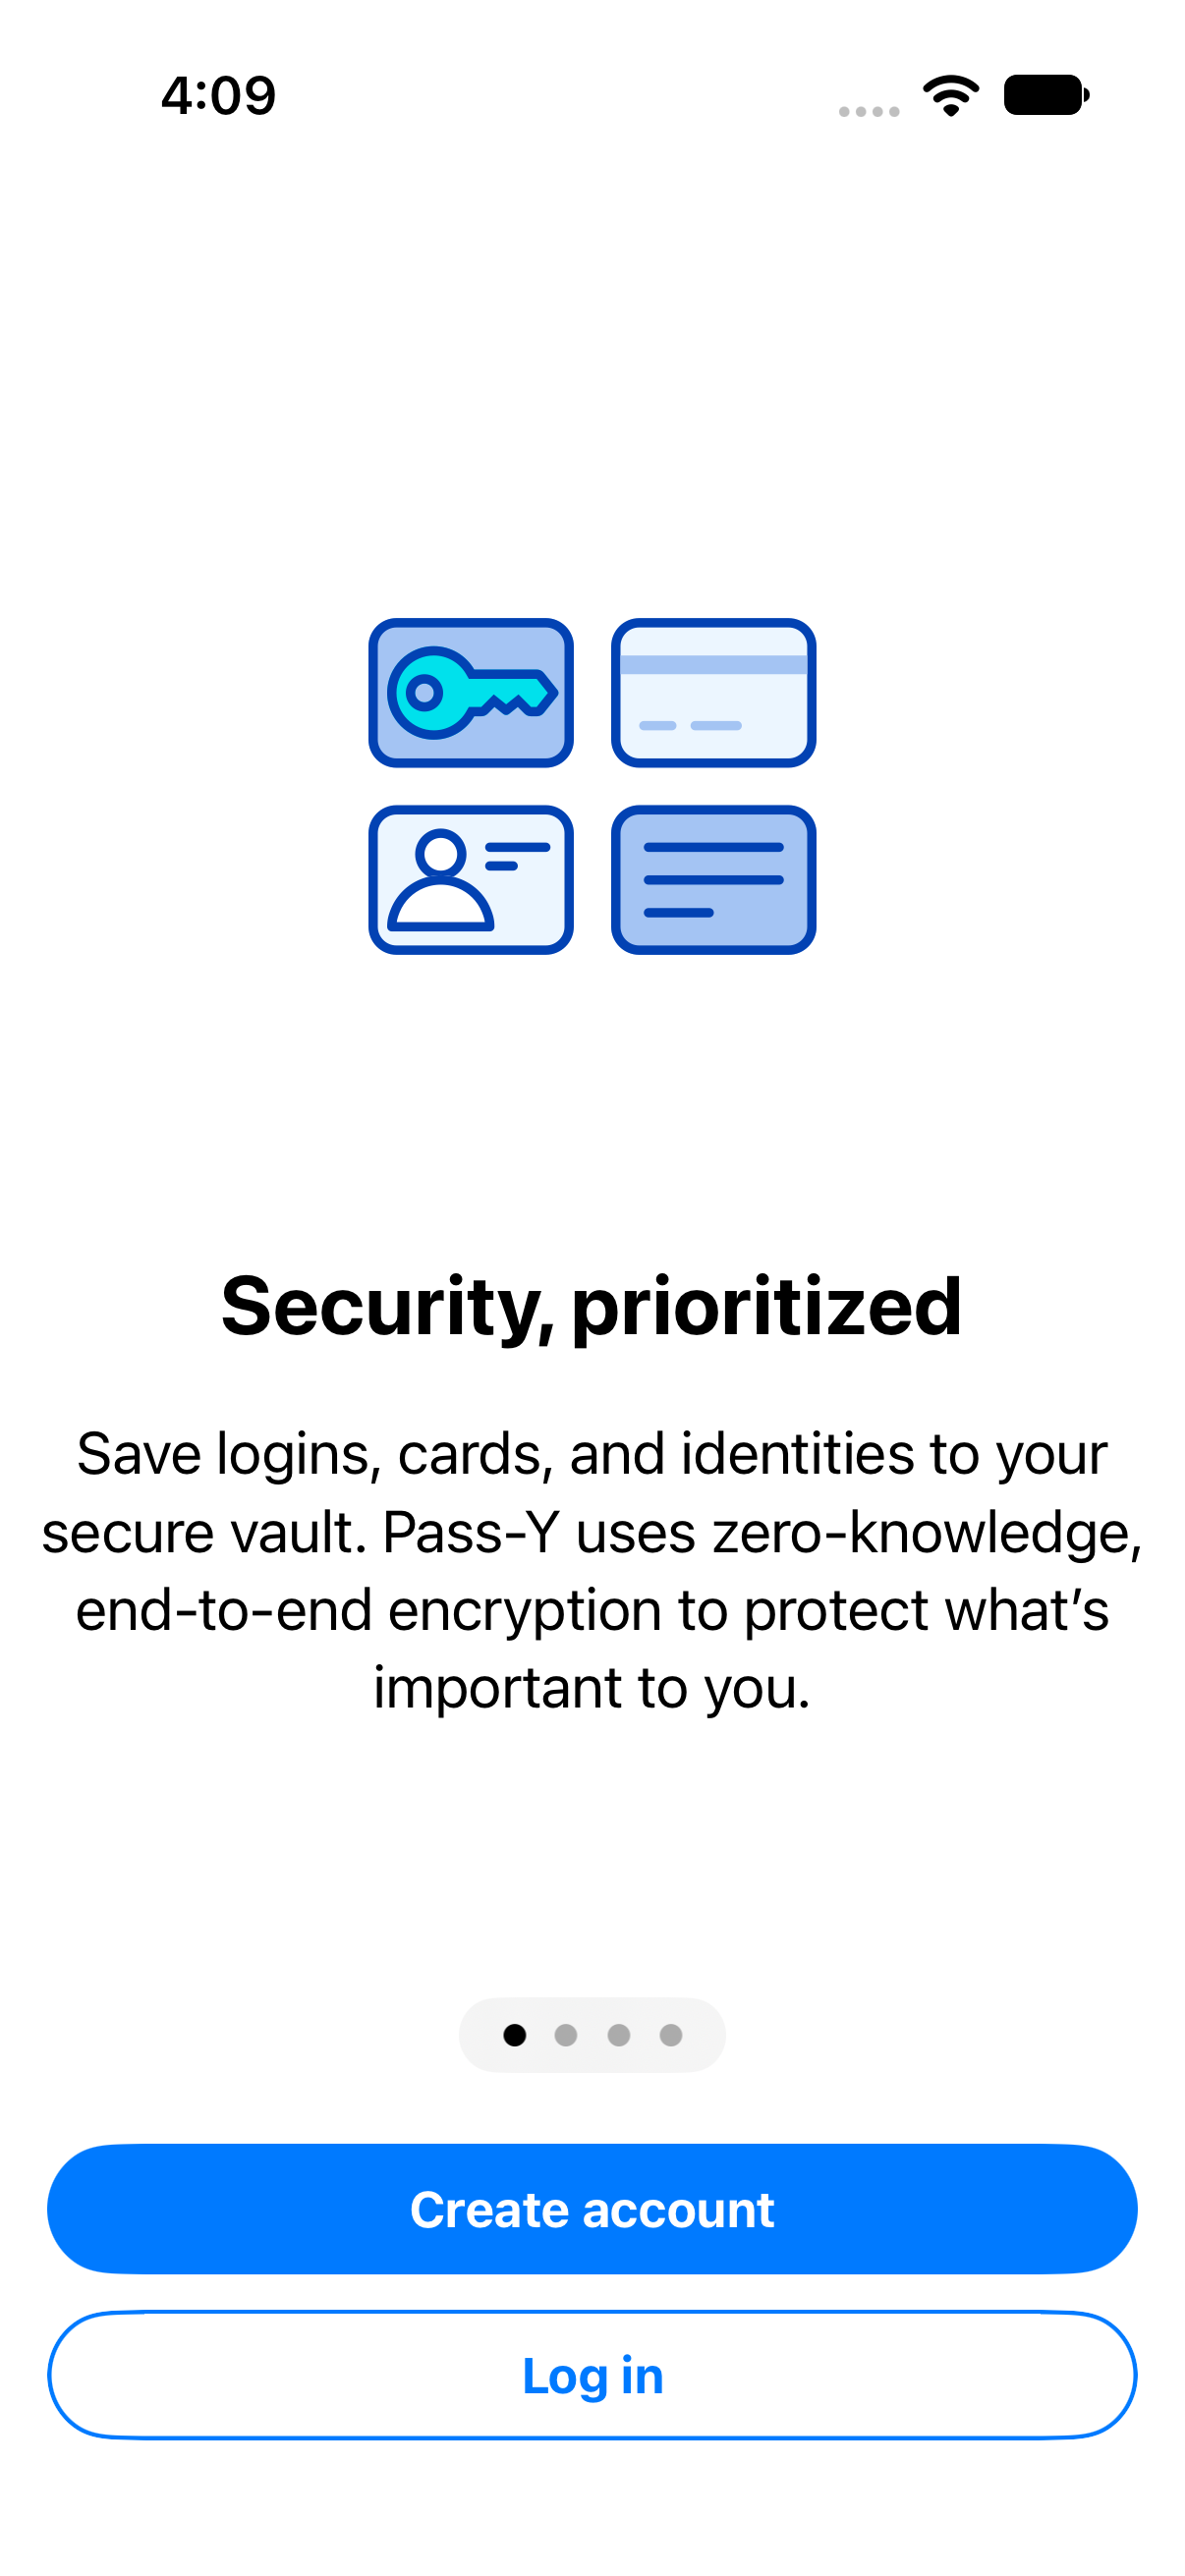 4:09
Security, prioritized
Save logins, cards, and identities to your
secure vault. Pass-Y uses zero-knowledge,
end-to-end encryption to protect what’s
important to you.
Create account
Log in